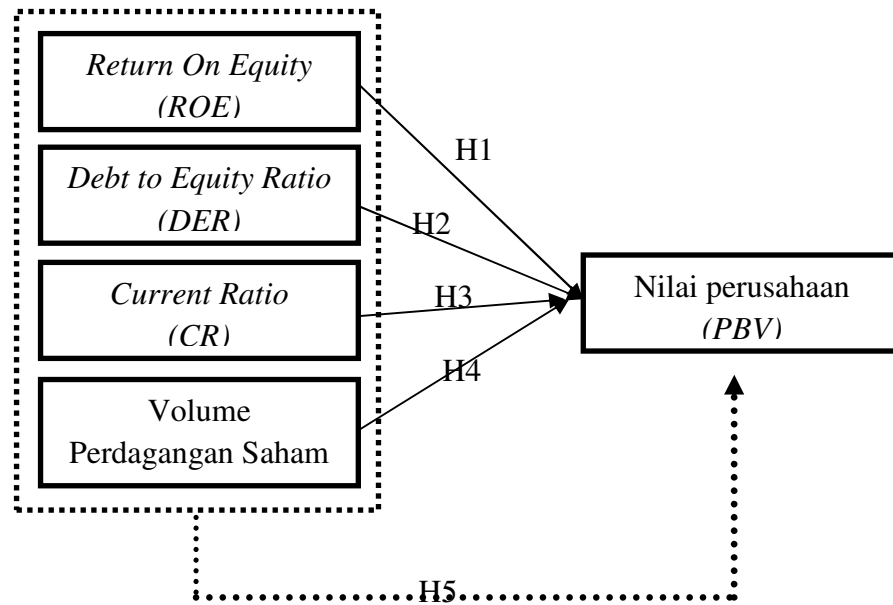 Return On Equity
(ROE)
H1
Debt to Equity Ratio
(DER)
H2
Current Ratio
(CR)
H3
Nilai perusahaan
(PBV)
H4
Volume
Perdagangan Saham
H5